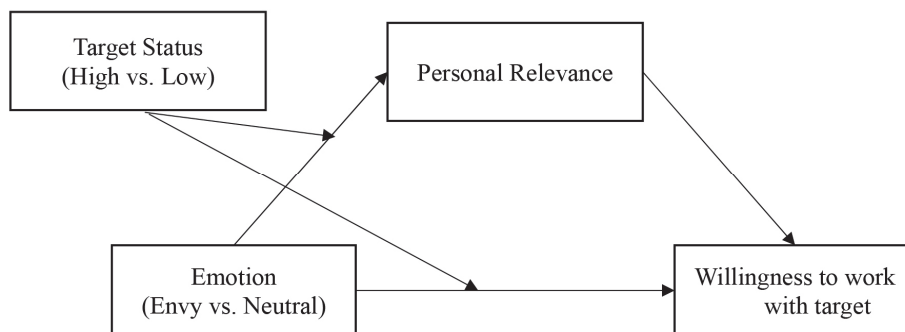 Target Status
(High vs. Low)
Personal Relevance
Emotion
(Envy vs. Neutral)
Willingness to work
with target